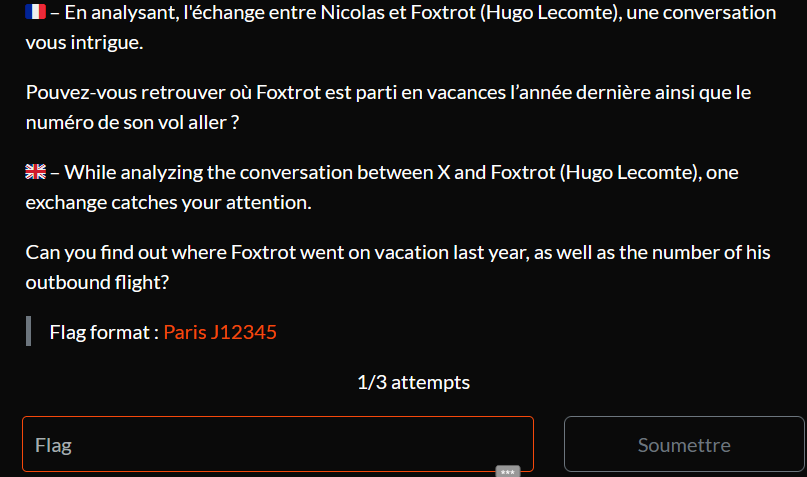 – En analysant, l'échange entre Nicolas et Foxtrot (Hugo Lecomte), une conversation
vous intrigue.
Pouvez-vous retrouver où Foxtrot est parti en vacances l’année dernière ainsi que le
numéro de son vol aller ?
– While analyzing the conversation between X and Foxtrot (Hugo Lecomte), one
exchange catches your attention.
Can you find out where Foxtrot went on vacation last year, as well as the number of his
outbound flight?
Flag format : Paris J12345
1/3 attempts
Flag
Soumettre